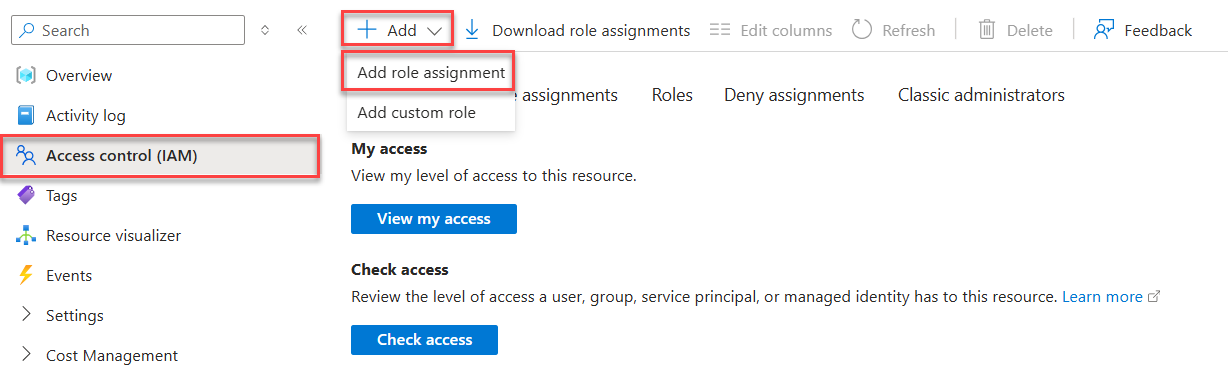 Search
Overview
Activity log
Access control (IAM)
Tags
Resource visualizer
Events
Settings
Cost Management
Add
Download role assignments
Edit columns
Refresh
Delete
Feedback
Add role assignment
Add custom role
assignments
Roles
Deny assignments
Classic administrators
My access
View my level of access to this resource.
View my access
Check access
Review the level of access a user, group, service principal, or managed identity has to this resource. Learn more
Check access